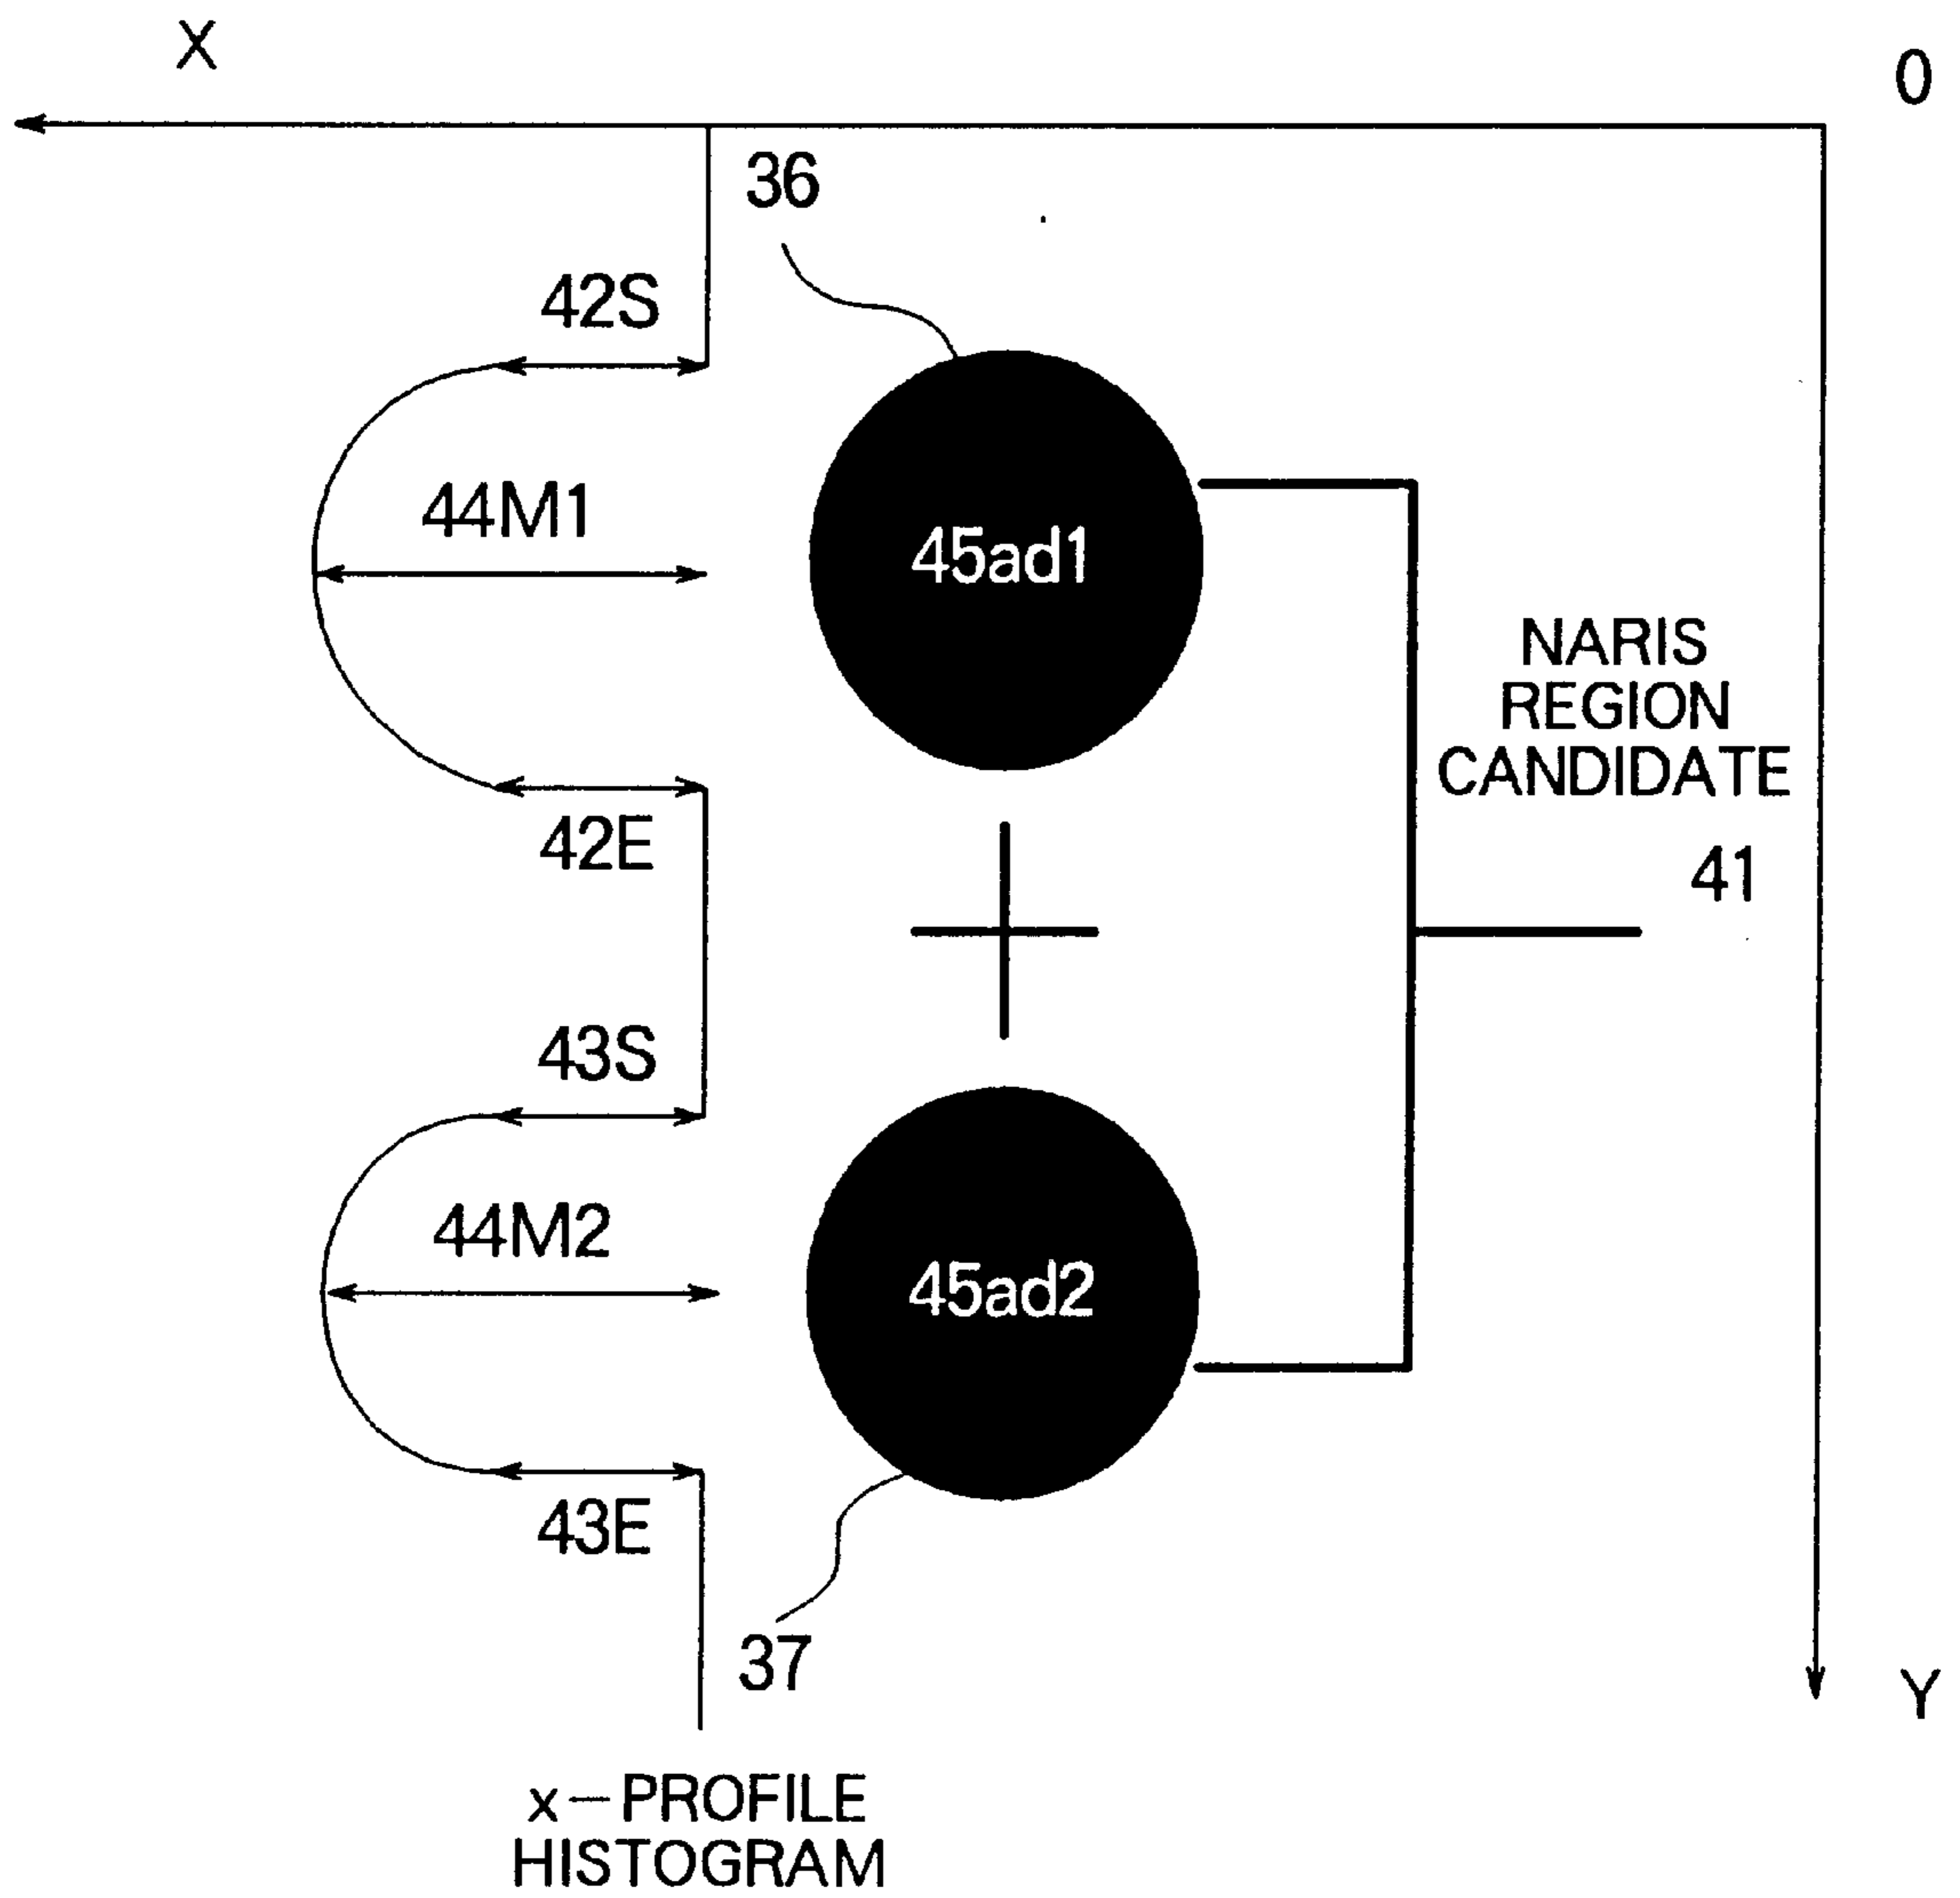 X
0
36
42S
44M1
45ad1
NARIS
REGION
CANDIDATE
41
42E
43S
44M2
45ad2
43E
37
Y
x—PROFILE
HISTOGRAM